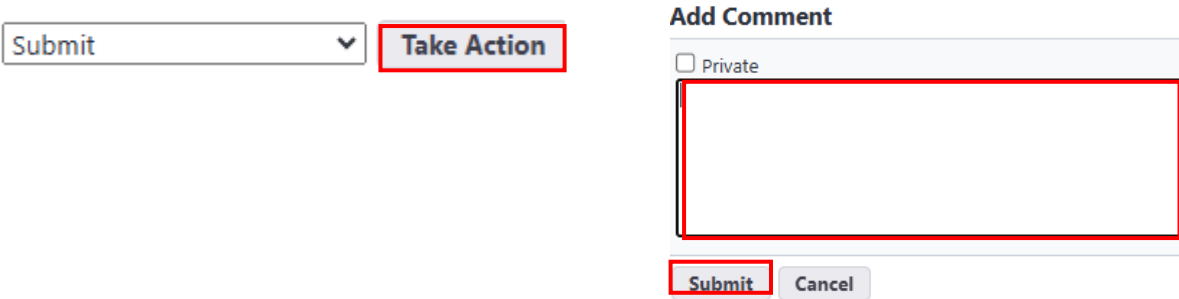 Submit
Take Action
Add Comment
Private
Submit
Cancel